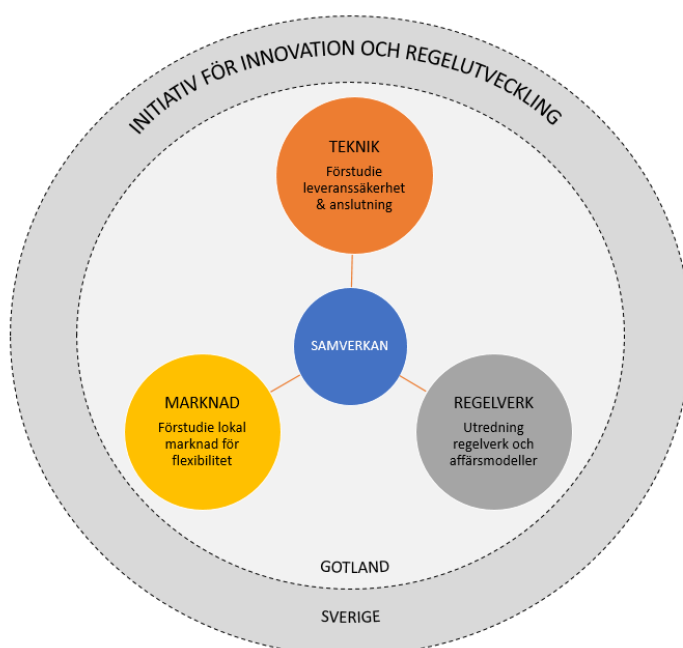 INITIATIV FÖR INNOVATION OCH REGELUTVECKLING
TEKNIK
Förstudie
leveranssäkerhet
& anslutning
SAMVERKAN
MARKNAD
Förstudie lokal
marknad för
flexibilitet
REGELVERK
Utredning
regelverk och
affärsmodeller
GOTLAND
SVERIGE